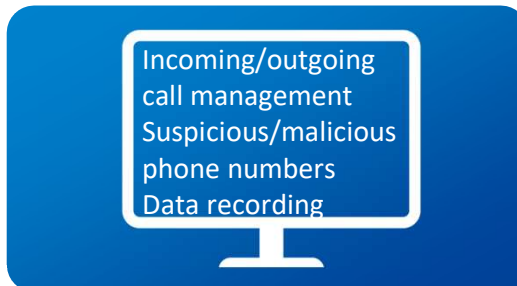 Incoming/outgoing
call management
Suspicious/malicious
phone numbers
Data recording